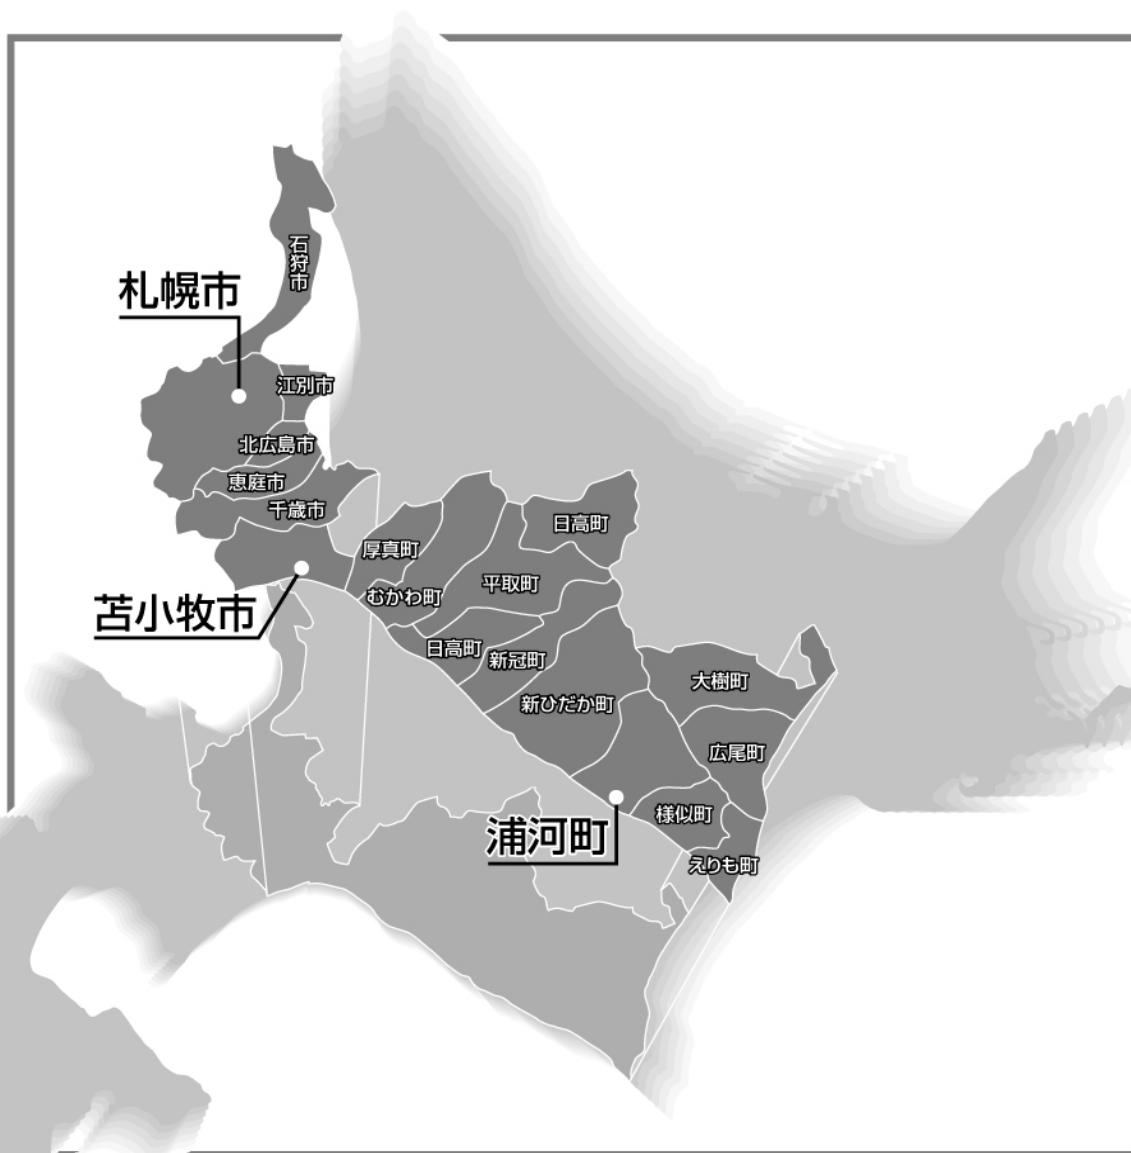 石狩市
札幌市
江別市
北広島市
恵庭市
千歳市
日高町
厚真町
平取町
むかわ町
苫小牧市
日高町
新冠町
大樹町
新ひだか町
広尾町
様似町
浦河町
えりも町